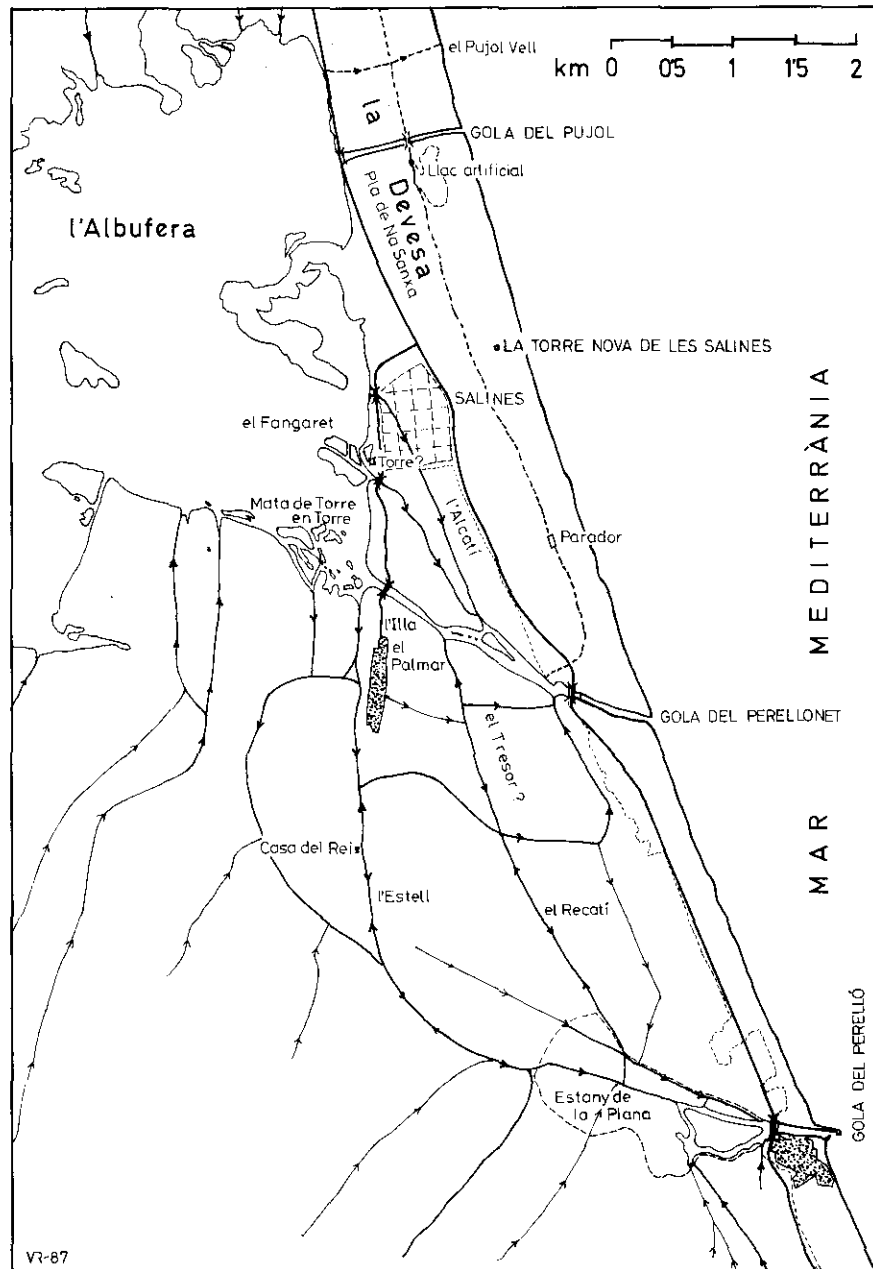 el Pujol Vell
km 0 0'5 1 1'5 2
la
GOLA DEL PUJOL
Llac artificial
Devesa
Pla de Na Sanxa
l'Albufera
LA TORRE NOVA DE LES SALINES
SALINES
el Fangaret
Torre?
Mata de Torre
en Torre
l'Alcatí
Parador
MAR MEDITERRÀNIA
l'Illa
el
Palmar
GOLA DEL PERELLONET
el Tresor?
Casa del Rei
l'Estell
el Recatí
GOLA DEL PERELLÓ
Estany de
la Plana
VR-87